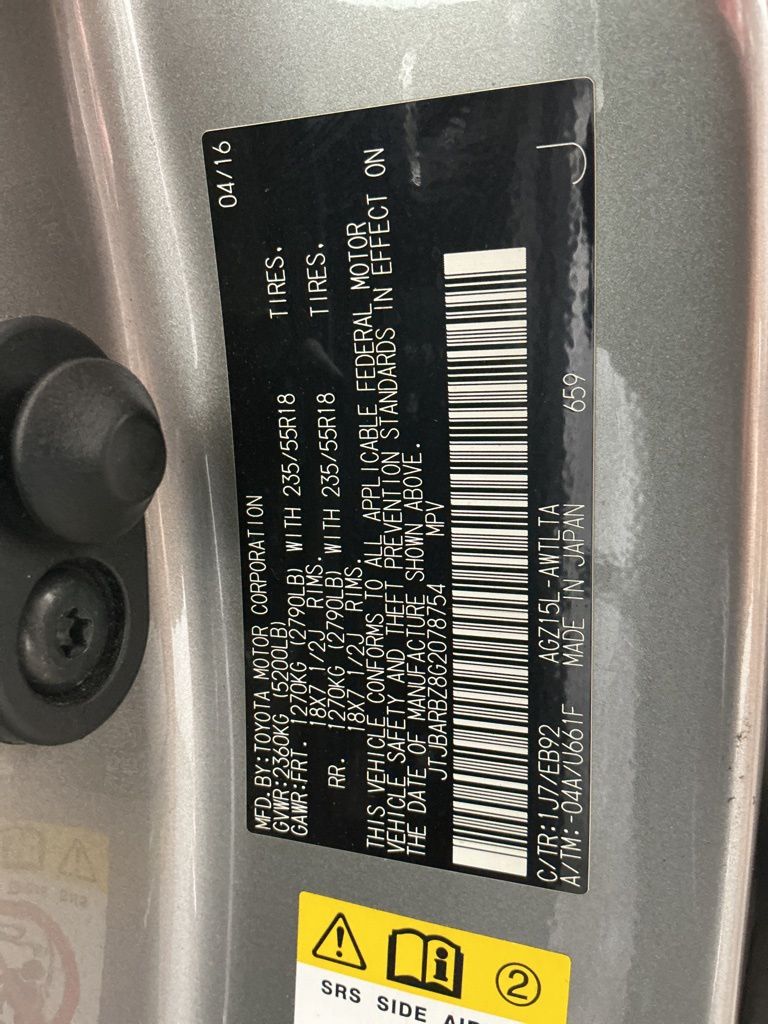 MFD.BY:TOYOTA MOTOR CORPORATION 04/16
GVWR:2360KG (5200LB)
GAWR:FRT. 1270KG (2790LB) WITH 235/55R18 TIRES.
18X7 1/2J RIMS.
RR. 1270KG (2790LB) WITH 235/55R18 TIRES.
18X7 1/2J RIMS.
THIS VEHICLE CONFORMS TO ALL APPLICABLE FEDERAL MOTOR
VEHICLE SAFETY AND THEFT PREVENTION STANDARDS IN EFFECT ON
THE DATE OF MANUFACTURE SHOWN ABOVE.
JTJBARBZ8G2078754 MPV
C/TR:1J7/EB92 AGZ15L-AWTLTA
A/TM:-04A/U661F MADE IN JAPAN 659
J
2
SRS SIDE